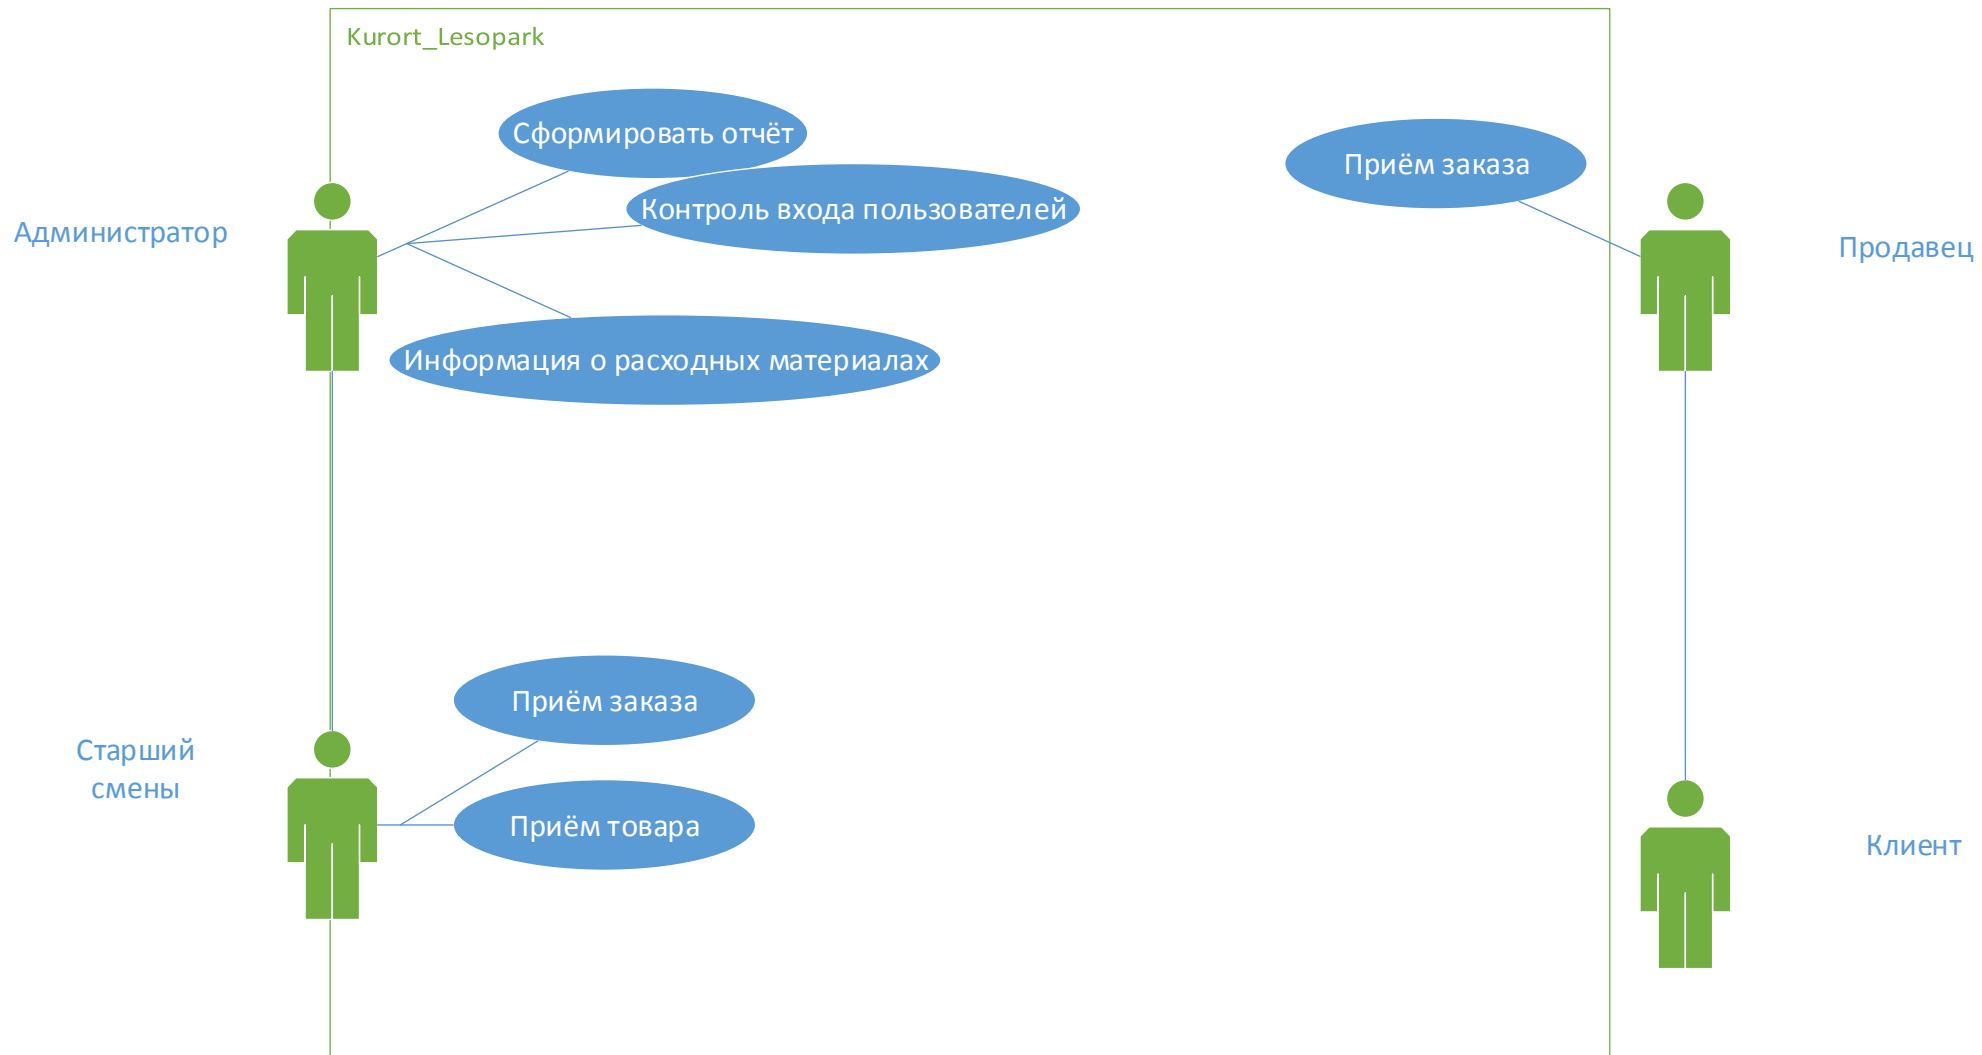 Kurort_Lesopark
Сформировать отчёт
Приём заказа
Контроль входа пользователей
Администратор
Продавец
Информация о расходных материалах
Приём заказа
Старший
смены
Приём товара
Клиент